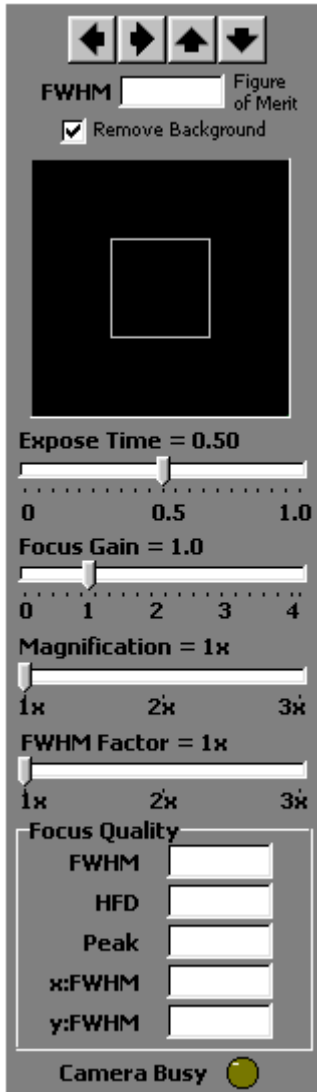 FWHM Figure
of Merit
Remove Background
Expose Time = 0.50
0 0.5 1.0
Focus Gain = 1.0
0 1 2 3 4
Magnification = 1x
1x 2x 3x
FWHM Factor = 1x
1x 2x 3x
Focus Quality
FWHM
HFD
Peak
x:FWHM
y:FWHM
Camera Busy